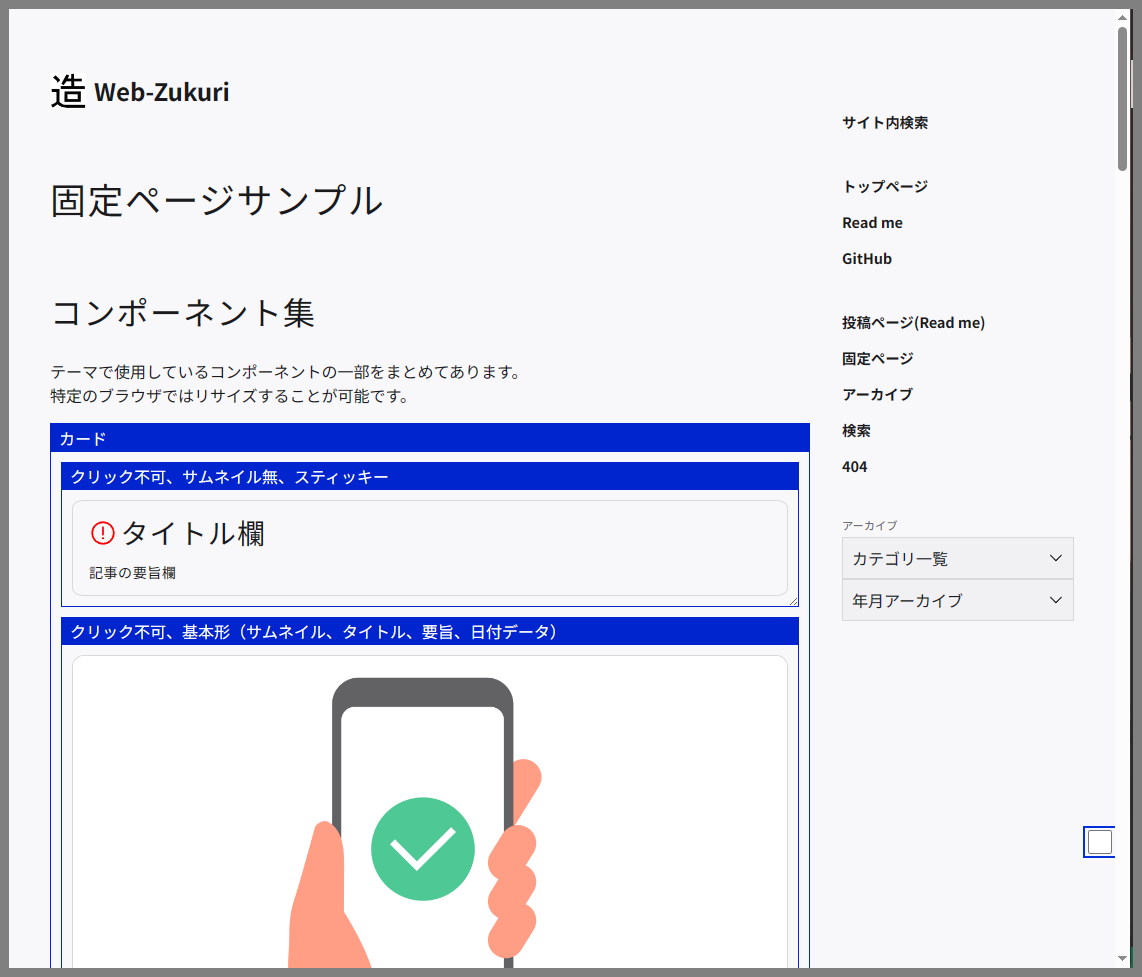 造 Web-Zukuri
固定ページサンプル
コンポーネント集
テーマで使用しているコンポーネントの一部をまとめてあります。
特定のブラウザではリサイズすることが可能です。
カード
クリック不可、サムネイル無、スティッキー
タイトル欄
記事の要旨欄
クリック不可、基本形（サムネイル、タイトル、要旨、日付データ）
サイト内検索
トップページ
Read me
GitHub
投稿ページ(Read me)
固定ページ
アーカイブ
検索
404
アーカイブ
カテゴリ一覧
年月アーカイブ